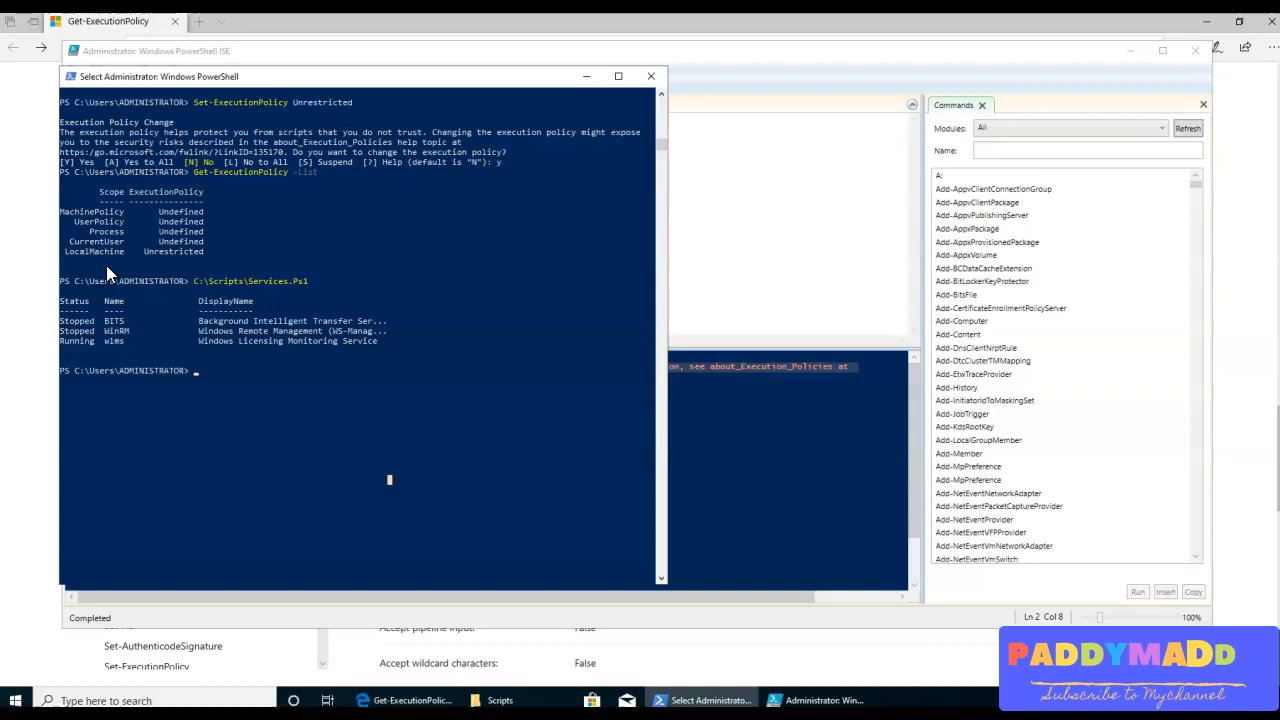 Get-ExecutionPolicy
Administrator: Windows PowerShell ISE
Select Administrator: Windows PowerShell
PS C:\Users\ADMINISTRATOR> Set-ExecutionPolicy Unrestricted
Execution Policy Change
The execution policy helps protect you from scripts that you do not trust. Changing the execution policy might expose
you to the security risks described in the about_Execution_Policies help topic at
https:/go.microsoft.com/fwlink/?LinkID=135170. Do you want to change the execution policy?
[Y] Yes  [A] Yes to All  [N] No  [L] No to All  [S] Suspend  [?] Help (default is "N"): y
PS C:\Users\ADMINISTRATOR> Get-ExecutionPolicy -List
Scope ExecutionPolicy
----- ---------------
MachinePolicy Undefined
UserPolicy Undefined
Process Undefined
CurrentUser Undefined
LocalMachine Unrestricted
PS C:\Users\ADMINISTRATOR> C:\Scripts\Services.Ps1
Status Name DisplayName
------ ---- -----------
Stopped BITS Background Intelligent Transfer Ser...
Stopped WinRM Windows Remote Management (WS-Manag...
Running wlms Windows Licensing Monitoring Service
PS C:\Users\ADMINISTRATOR>
on, see about_Execution_Policies at
Commands
Modules: All Refresh
Name:
A:
Add-AppvClientConnectionGroup
Add-AppvClientPackage
Add-AppvPublishingServer
Add-AppxPackage
Add-AppxProvisionedPackage
Add-AppxVolume
Add-BCDataCacheExtension
Add-BitLockerKeyProtector
Add-BitsFile
Add-CertificateEnrollmentPolicyServer
Add-Computer
Add-Content
Add-DnsClientNrptRule
Add-DtcClusterTMMapping
Add-EtwTraceProvider
Add-History
Add-InitiatorIdToMaskingSet
Add-JobTrigger
Add-KdsRootKey
Add-LocalGroupMember
Add-Member
Add-MpPreference
Add-MpPreference
Add-NetEventNetworkAdapter
Add-NetEventPacketCaptureProvider
Add-NetEventProvider
Add-NetEventVFPProvider
Add-NetEventVmNetworkAdapter
Add-NetEventVmSwitch
Run Insert Copy
Completed Ln 2 Col 8 100%
Accept pipeline input: False
Set-AuthenticodeSignature
Accept wildcard characters: False
Set-ExecutionPolicy
PADDYMADD
Subscribe to Mychannel
Type here to search
Get-ExecutionPolic...
Scripts
Select Administrato...
Administrator: Win...